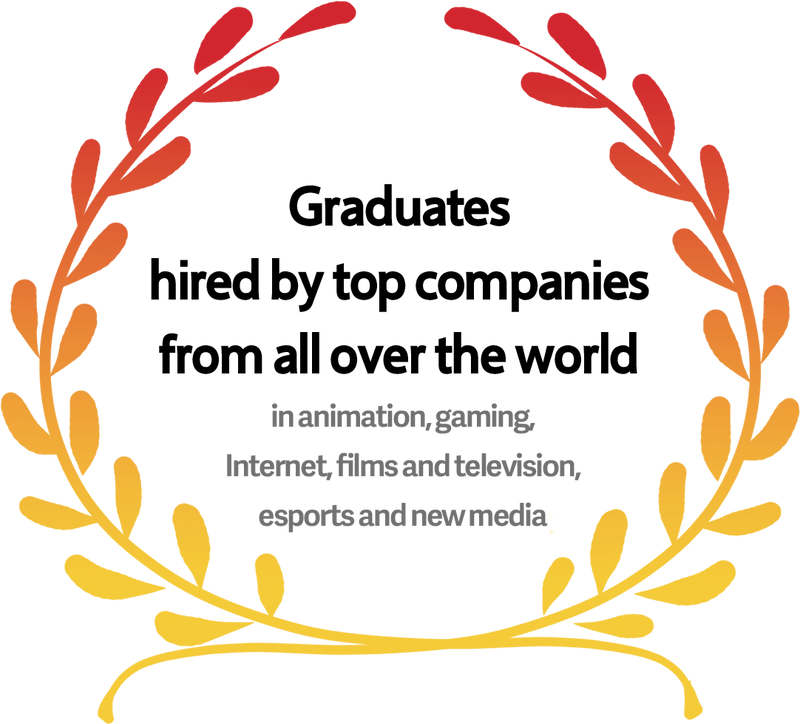 Graduates
hired by top companies
from all over the world
in animation, gaming,
Internet, films and television,
esports and new media